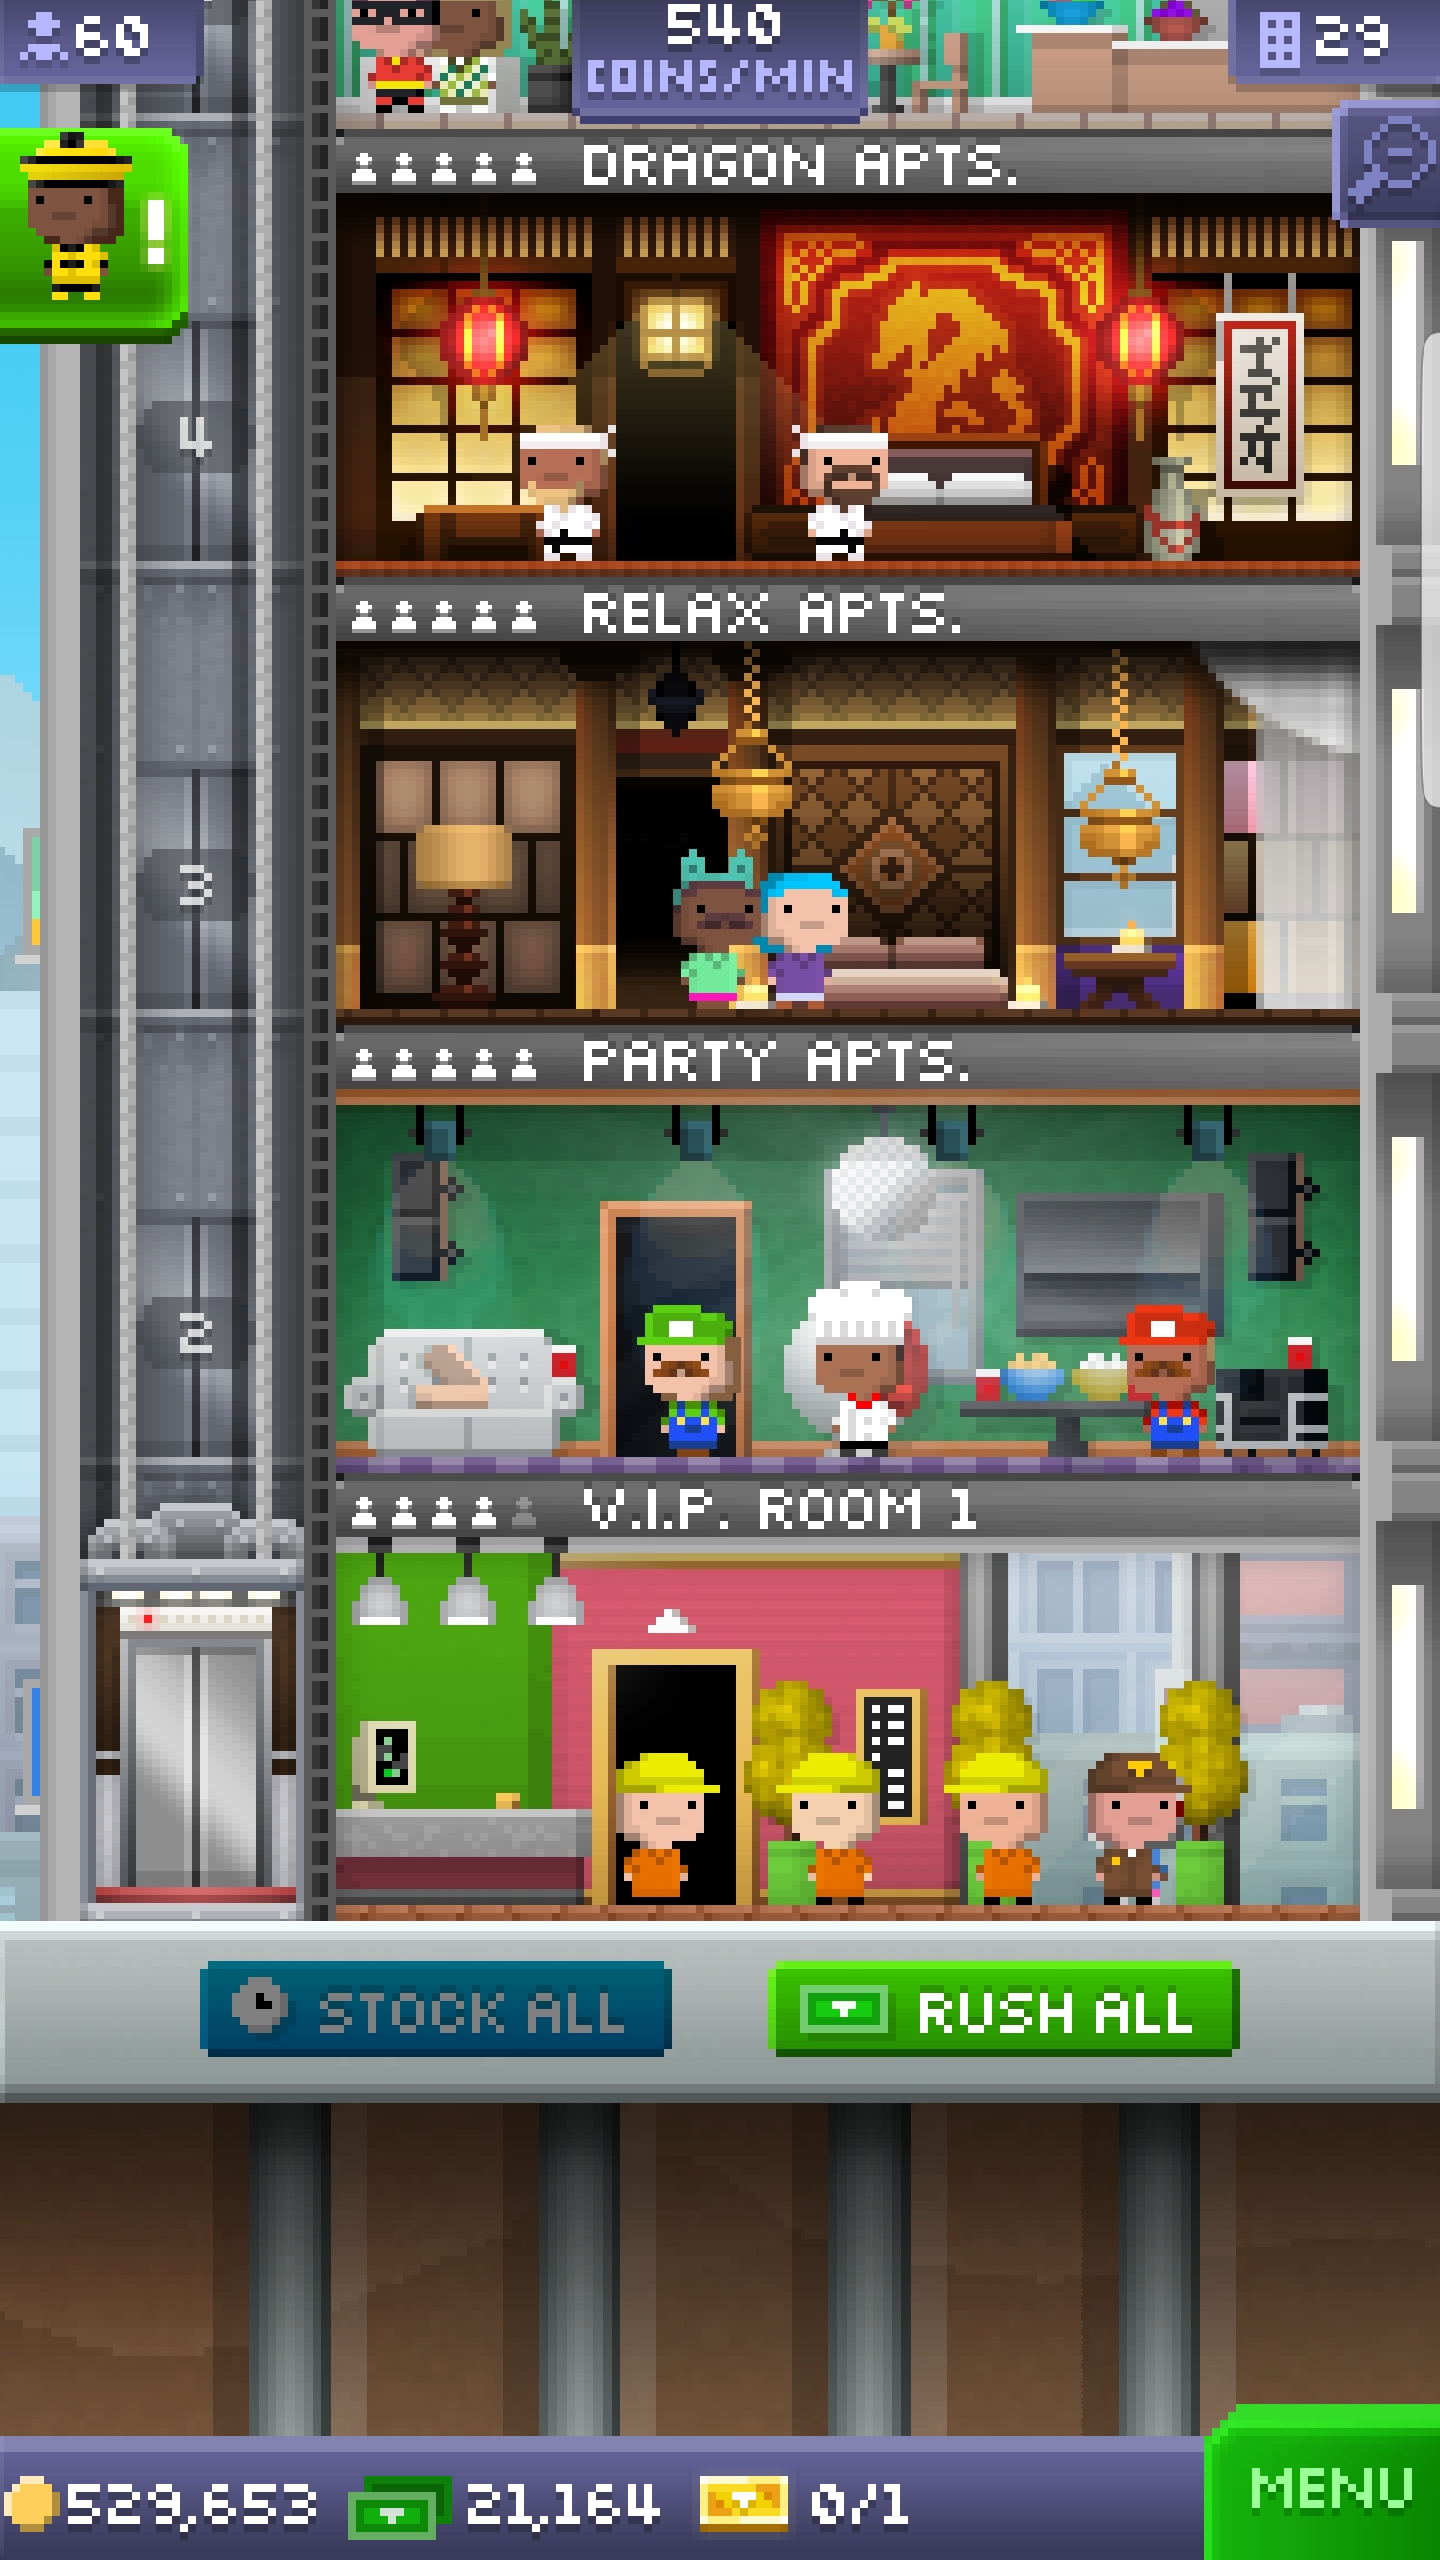 60
540
COINS/MIN
29
!
DRAGON APTS.
4
RELAX APTS.
3
PARTY APTS.
2
V.I.P. ROOM 1
STOCK ALL
RUSH ALL
529,653
21,164
0/1
MENU